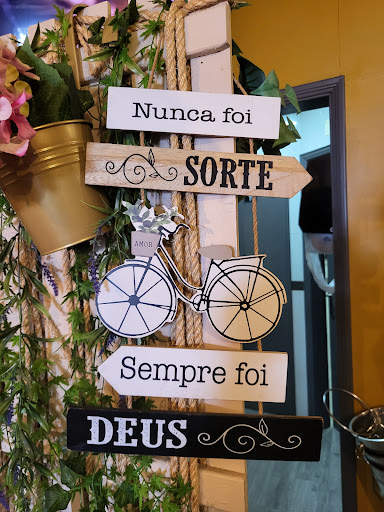 Nunca foi
SORTE
AMOR
Sempre foi
DEUS